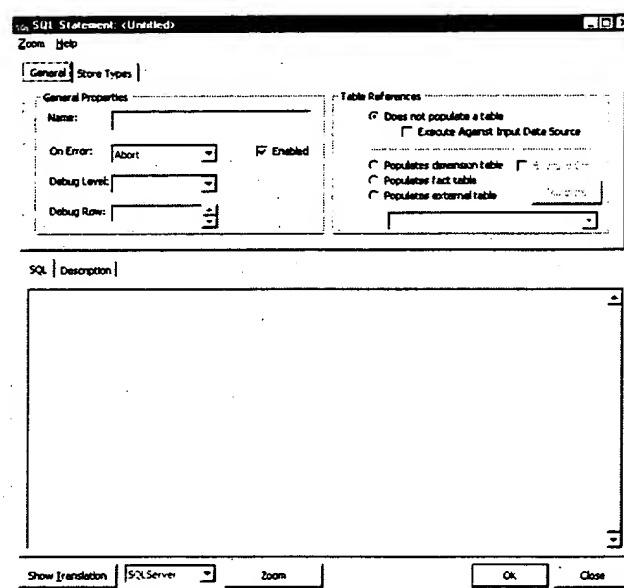 SQL Statement: <Untitled>
Zoom Help
General Store Types
General Properties
Name:
On Error: Abort Enabled
Debug Level:
Debug Row:
Table References
Does not populate a table
Execute Against Input Data Source
Populates dimension table
Populates fact table
Populates external table
SQL Description
Show Translation SQLServer Zoom Ok Close